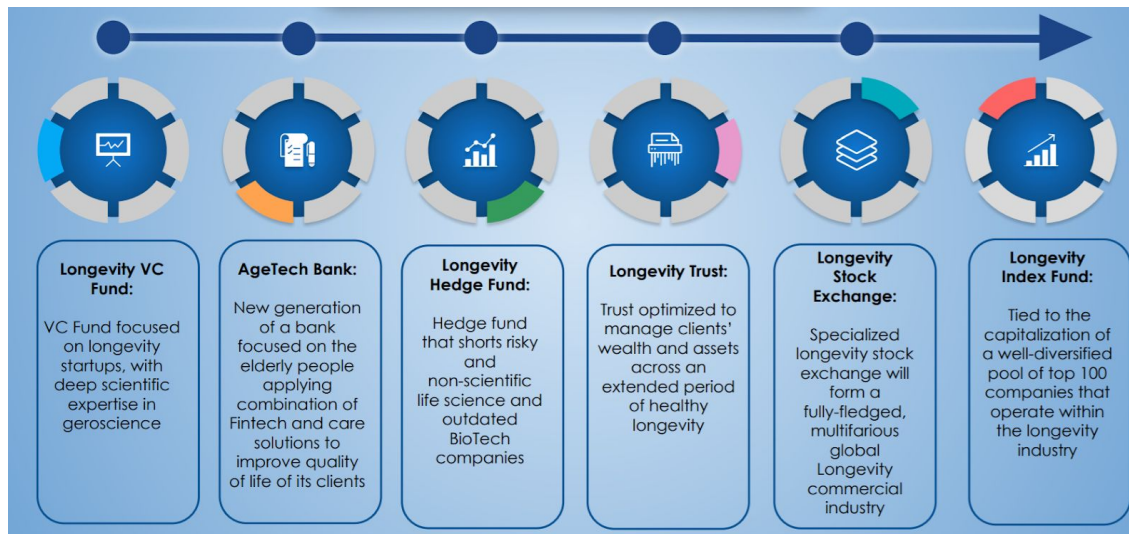 Longevity VC
Fund:
VC Fund focused
on longevity
startups, with
deep scientific
expertise in
geroscience
AgeTech Bank:
New generation
of a bank
focused on the
elderly people
applying
combination of
Fintech and care
solutions to
improve quality
of life of its clients
Longevity
Hedge Fund:
Hedge fund
that shorts risky
and
non-scientific
life science and
outdated
BioTech
companies
Longevity Trust:
Trust optimized to
manage clients'
wealth and assets
across an
extended period
of healthy
longevity
Longevity
Stock
Exchange:
Specialized
longevity stock
exchange will
form a
fully-fledged,
multifarious
global
Longevity
commercial
industry
Longevity
Index Fund:
Tied to the
capitalization of
a well-diversified
pool of top 100
companies that
operate within
the longevity
industry